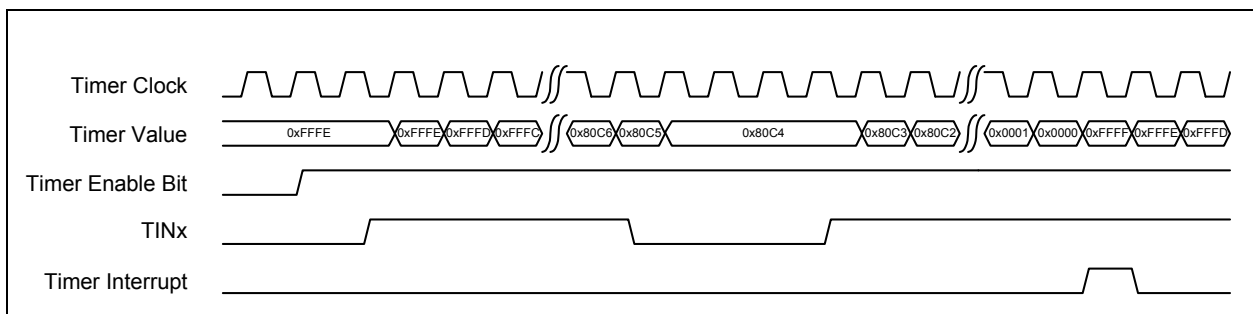 Timer Clock
Timer Value 0xFFFE 0xFFFE 0xFFFD 0xFFFC 0x80C6 0x80C5 0x80C4 0x80C3 0x80C2 0x0001 0x0000 0xFFFF 0xFFFE 0xFFFD
Timer Enable Bit
TINx
Timer Interrupt